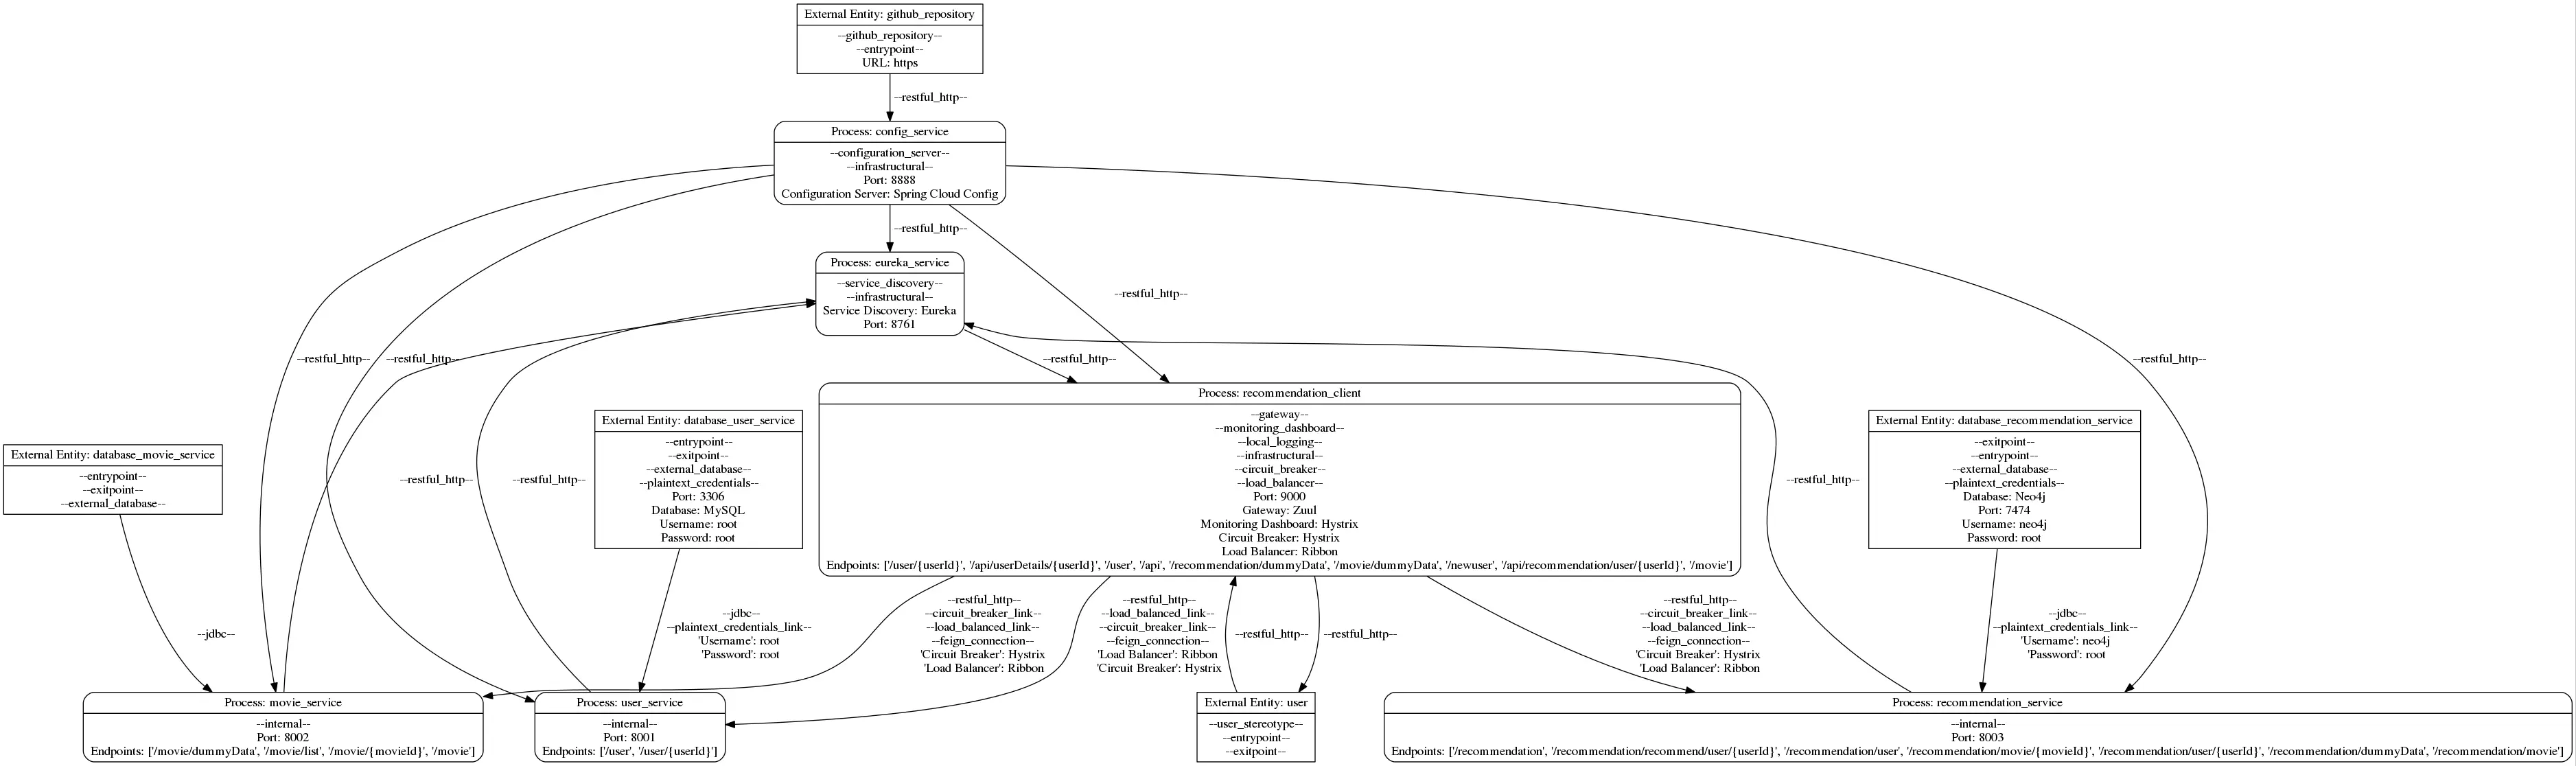 External Entity: github_repository
--github_repository--
--entrypoint--
URL: https
--restful_http--
Process: config_service
--configuration_server--
--infrastructural--
Port: 8888
Configuration Server: Spring Cloud Config
--restful_http--
Process: eureka_service
--service_discovery--
--infrastructural--
Service Discovery: Eureka
Port: 8761
--restful_http--
--restful_http--
--restful_http--
--restful_http--
--restful_http--
Process: recommendation_client
--gateway--
--monitoring_dashboard--
--local_logging--
--infrastructural--
--circuit_breaker--
--load_balancer--
Port: 9000
Gateway: Zuul
Monitoring Dashboard: Hystrix
Circuit Breaker: Hystrix
Load Balancer: Ribbon
Endpoints: ['/user/{userId}', '/api/userDetails/{userId}', '/user', '/api', '/recommendation/dummyData', '/movie/dummyData', '/newuser', '/api/recommendation/user/{userId}', '/movie']
External Entity: database_movie_service
--entrypoint--
--exitpoint--
--external_database--
--restful_http--
--restful_http--
External Entity: database_user_service
--entrypoint--
--exitpoint--
--external_database--
--plaintext_credentials--
Port: 3306
Database: MySQL
Username: root
Password: root
--restful_http--
External Entity: database_recommendation_service
--exitpoint--
--entrypoint--
--external_database--
--plaintext_credentials--
Database: Neo4j
Port: 7474
Username: neo4j
Password: root
--jdbc--
--jdbc--
--plaintext_credentials_link--
'Username': root
'Password': root
--restful_http--
--circuit_breaker_link--
--load_balanced_link--
--feign_connection--
'Circuit Breaker': Hystrix
'Load Balancer': Ribbon
--restful_http--
--load_balanced_link--
--circuit_breaker_link--
--feign_connection--
'Load Balancer': Ribbon
'Circuit Breaker': Hystrix
--restful_http--
--restful_http--
--restful_http--
--circuit_breaker_link--
--load_balanced_link--
--feign_connection--
'Circuit Breaker': Hystrix
'Load Balancer': Ribbon
--jdbc--
--plaintext_credentials_link--
'Username': neo4j
'Password': root
Process: movie_service
--internal--
Port: 8002
Endpoints: ['/movie/dummyData', '/movie/list', '/movie/{movieId}', '/movie']
Process: user_service
--internal--
Port: 8001
Endpoints: ['/user', '/user/{userId}']
External Entity: user
--user_stereotype--
--entrypoint--
--exitpoint--
Process: recommendation_service
--internal--
Port: 8003
Endpoints: ['/recommendation', '/recommendation/recommend/user/{userId}', '/recommendation/user', '/recommendation/movie/{movieId}', '/recommendation/user/{userId}', '/recommendation/dummyData', '/recommendation/movie']